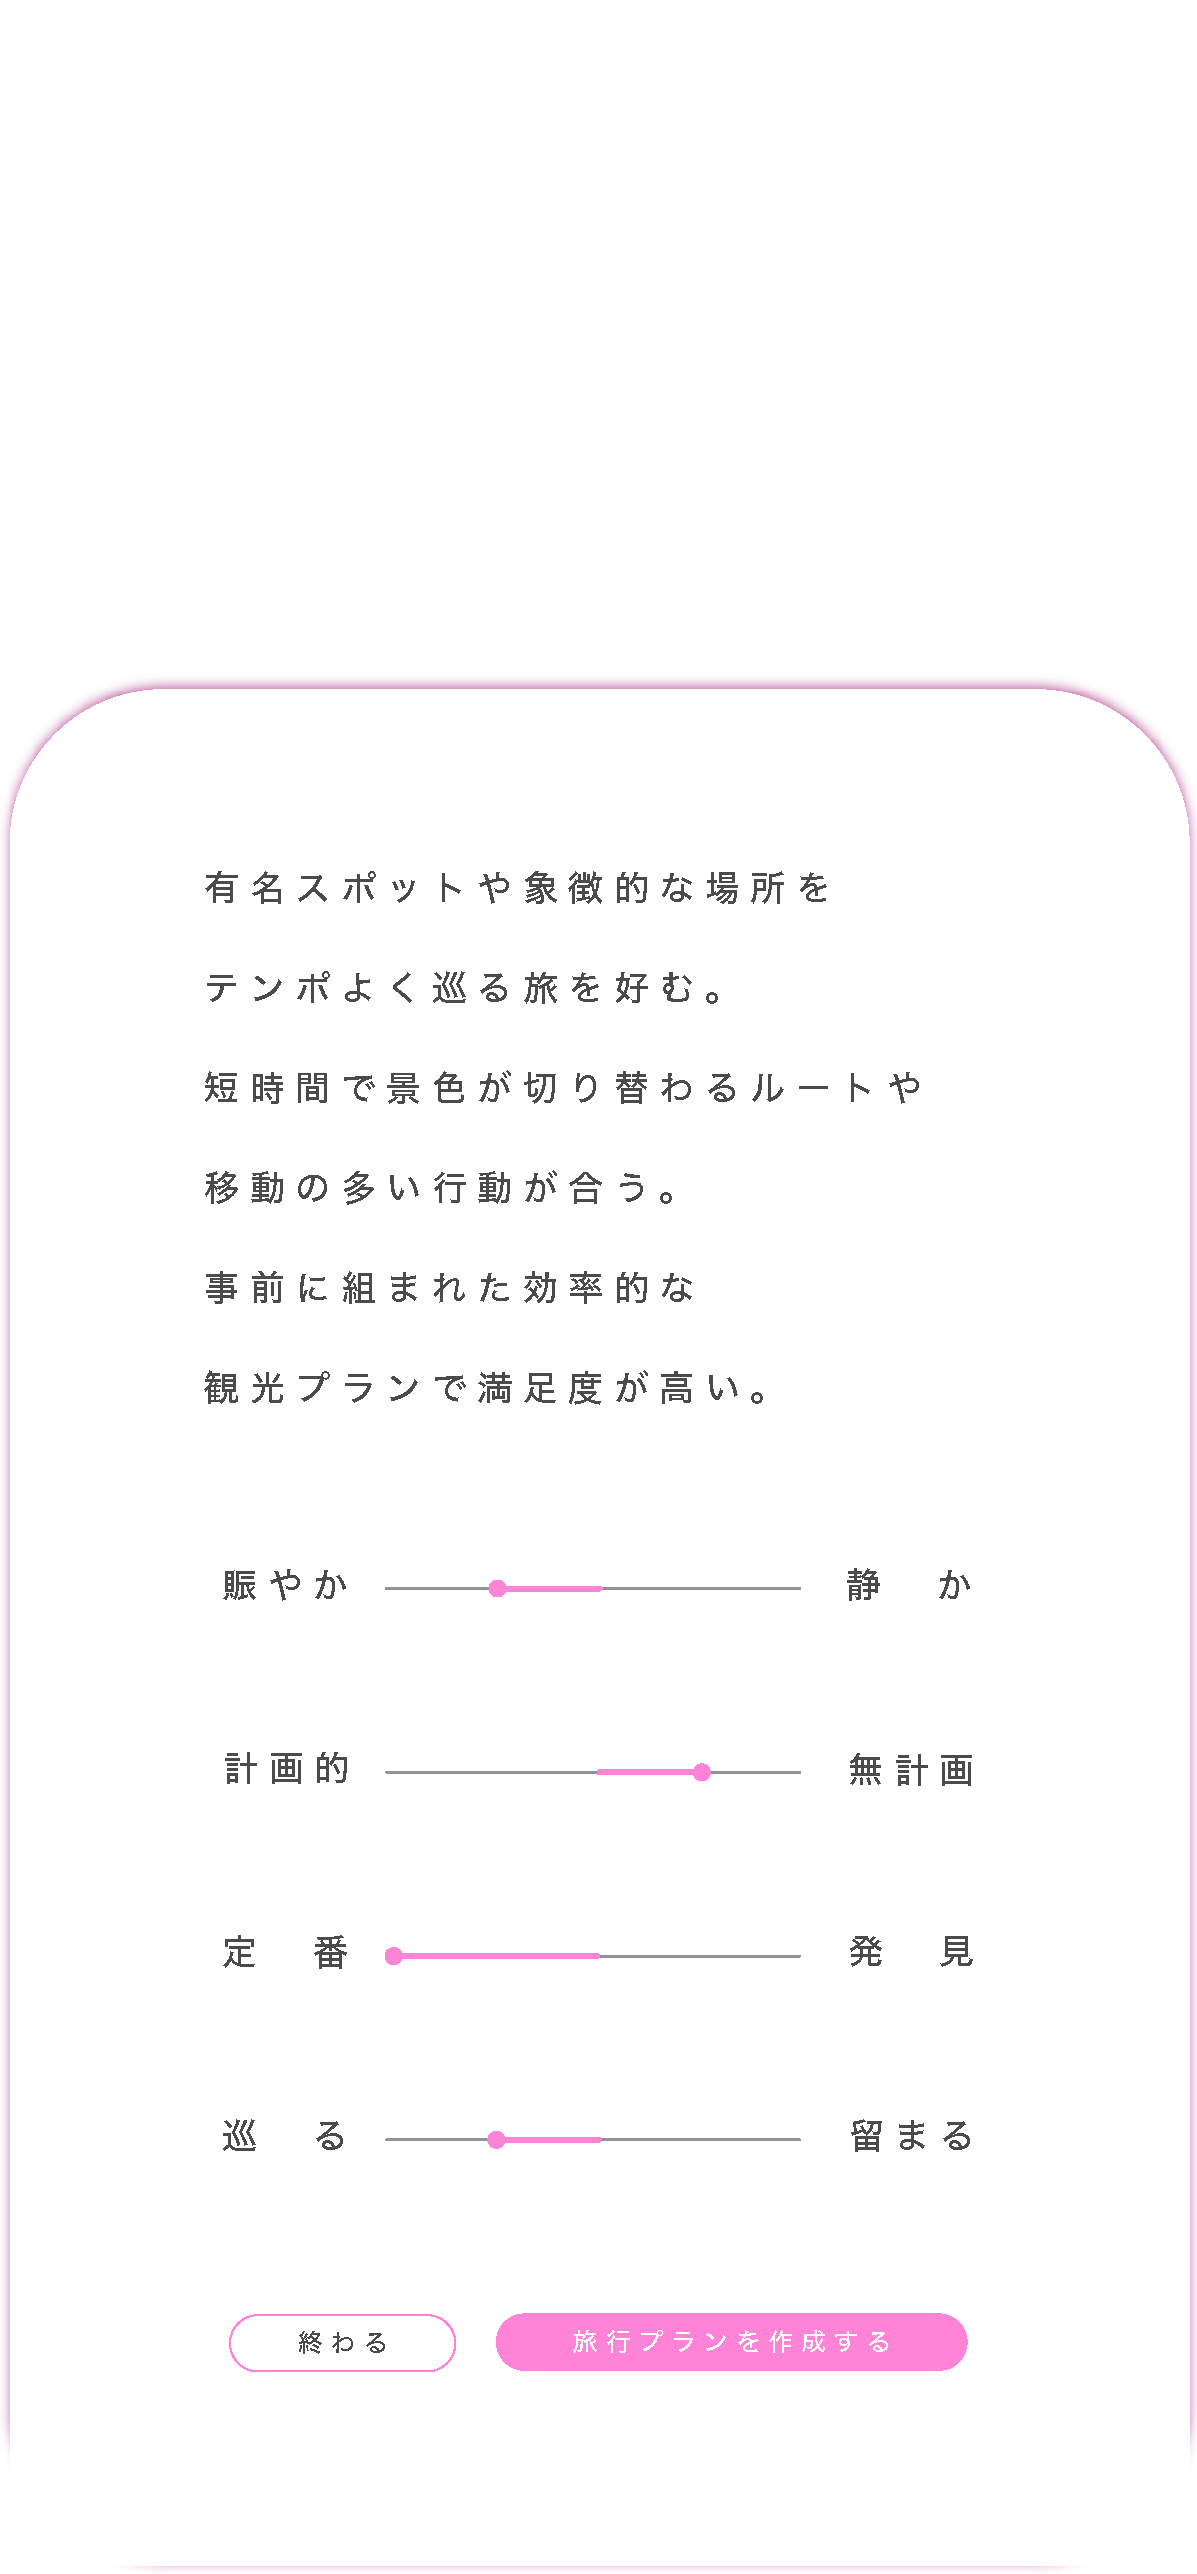 有名スポットや象徴的な場所を
テンポよく巡る旅を好む。
短時間で景色が切り替わるルートや
移動の多い行動が合う。
事前に組まれた効率的な
観光プランで満足度が高い。
賑やか 静か
計画的 無計画
定番 発見
巡る 留まる
終わる 旅行プランを作成する